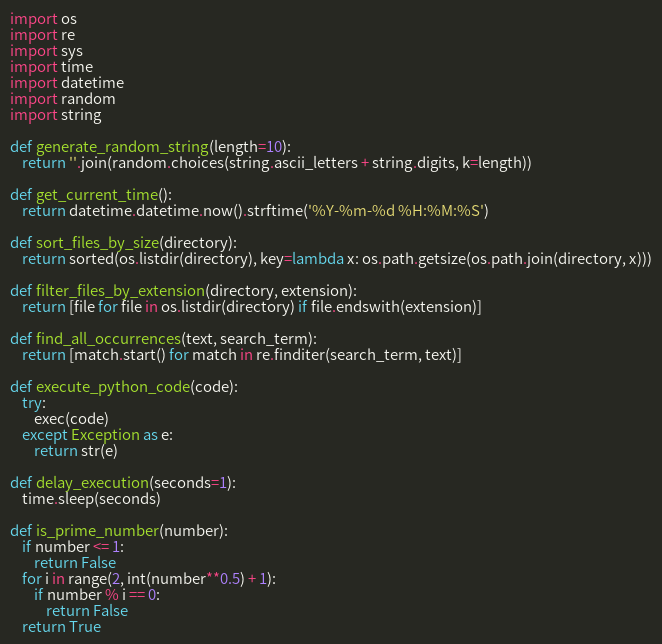 import os
import re
import sys
import time
import datetime
import random
import string

def generate_random_string(length=10):
    return ''.join(random.choices(string.ascii_letters + string.digits, k=length))

def get_current_time():
    return datetime.datetime.now().strftime('%Y-%m-%d %H:%M:%S')

def sort_files_by_size(directory):
    return sorted(os.listdir(directory), key=lambda x: os.path.getsize(os.path.join(directory, x)))

def filter_files_by_extension(directory, extension):
    return [file for file in os.listdir(directory) if file.endswith(extension)]

def find_all_occurrences(text, search_term):
    return [match.start() for match in re.finditer(search_term, text)]

def execute_python_code(code):
    try:
        exec(code)
    except Exception as e:
        return str(e)

def delay_execution(seconds=1):
    time.sleep(seconds)

def is_prime_number(number):
    if number <= 1:
        return False
    for i in range(2, int(number**0.5) + 1):
        if number % i == 0:
            return False
    return True